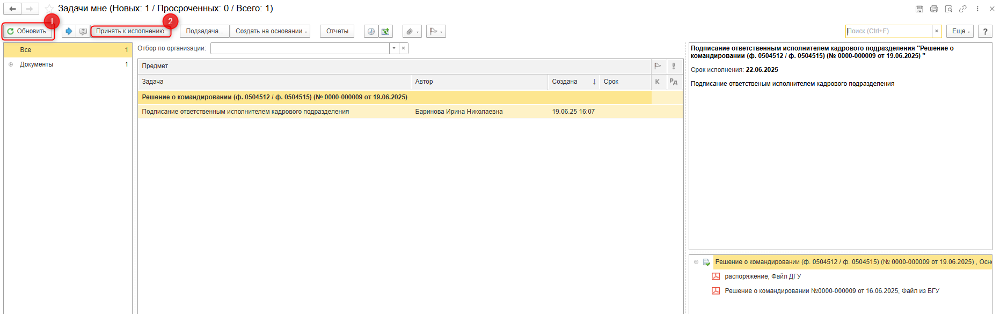 Задачи мне (Новых: 1 / Просроченных: 0 / Всего: 1)
1
2
Обновить
Принять к исполнению
Подзадача...
Создать на основании
Отчеты
Поиск (Ctrl+F)
×
Еще
?
Все 1
Документы 1
Отбор по организации:
Предмет
Задача Автор Создана ↓ Срок К Рд
Решение о командировании (ф. 0504512 / ф. 0504515) (№ 0000-000009 от 19.06.2025)
Подписание ответственным исполнителем кадрового подразделения Баринова Ирина Николаевна 19.06.25 16:07
Подписание ответственным исполнителем кадрового подразделения "Решение о
командировании (ф. 0504512 / ф. 0504515) (№ 0000-000009 от 19.06.2025) "
Срок исполнения: 22.06.2025
Подписание ответственым исполнителем кадрового подразделения
Решение о командировании (ф. 0504512 / ф. 0504515) (№ 0000-000009 от 19.06.2025) , Осн
распоряжение, Файл ДГУ
Решение о командировании №0000-000009 от 16.06.2025, Файл из БГУ